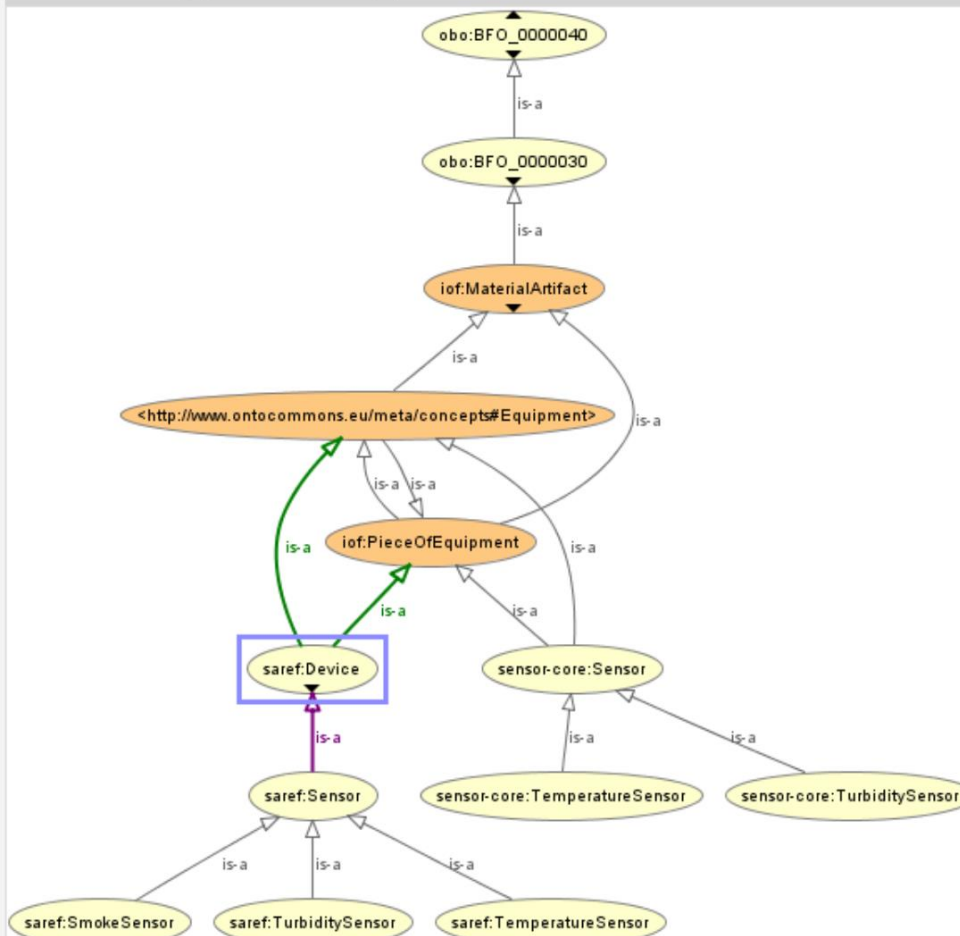 obo:BFO_0000040
is-a
obo:BFO_0000030
is-a
iof:MaterialArtifact
is-a
is-a
<http://www.ontocommons.eu/meta/concepts#Equipment>
is-a
is-a
iof:PieceOfEquipment
is-a
is-a
is-a
is-a
saref:Device
sensor-core:Sensor
is-a
is-a
is-a
saref:Sensor
sensor-core:TemperatureSensor
sensor-core:TurbiditySensor
is-a
is-a
is-a
saref:SmokeSensor
saref:TurbiditySensor
saref:TemperatureSensor